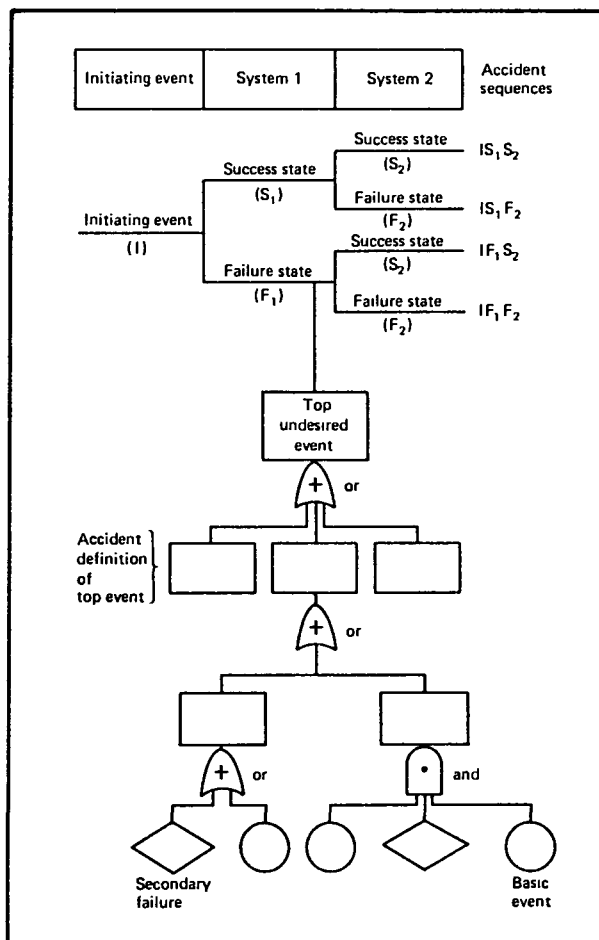 Initiating event System 1 System 2 Accident
sequences
Success state
(S₂)
IS₁S₂
Success state
(S₁)
Failure state
(F₂)
IS₁F₂
Initiating event
(I)
Success state
(S₂)
IF₁S₂
Failure state
(F₁)
Failure state
(F₂)
IF₁F₂
Top
undesired
event
+ or
Accident
definition
of
top event
+ or
+ or
• and
Secondary
failure
Basic
event